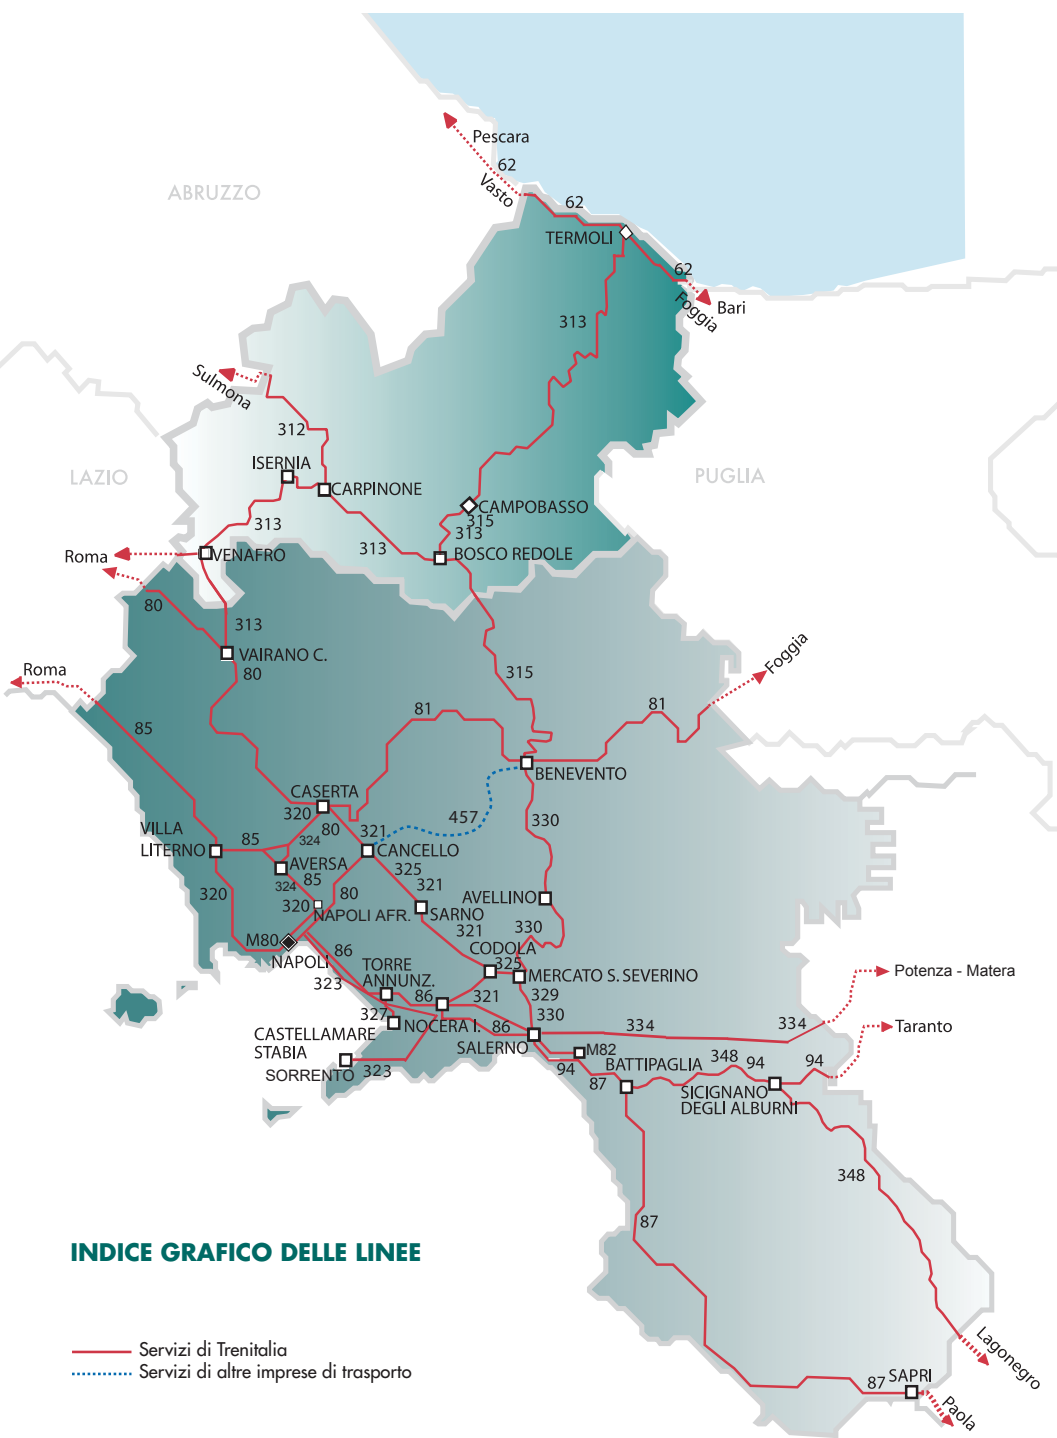 Pescara
62
Vasto
ABRUZZO
62
TERMOLI
62
Foggia
Bari
313
Sulmona
312
ISERNIA
LAZIO
CARPINONE
PUGLIA
CAMPOBASSO
315
313
313
313
BOSCO REDOLE
Roma
VENAFRO
80
313
VAIRANO C.
80
Roma
315
Foggia
85
81
81
BENEVENTO
CASERTA
320
80
457
330
VILLA
LITERNO
85
324
321
CANCELLO
325
AVERSA
85
324
321
320
80
AVELLINO
320
NAPOLI AFR.
SARNO
321
330
M80
NAPOLI
86
CODOLA
325
TORRE
ANNUNZ.
MERCATO S. SEVERINO
Potenza - Matera
323
86
321
329
327
NOCERA I.
330
334
334
Taranto
CASTELLAMARE
STABIA
86
SALERNO
M82
SORRENTO
323
94
87
BATTIPAGLIA
348
94
94
SICIGNANO
DEGLI ALBURNI
348
87
INDICE GRAFICO DELLE LINEE
Servizi di Trenitalia
Servizi di altre imprese di trasporto
Lagonegro
87
SAPRI
Paola